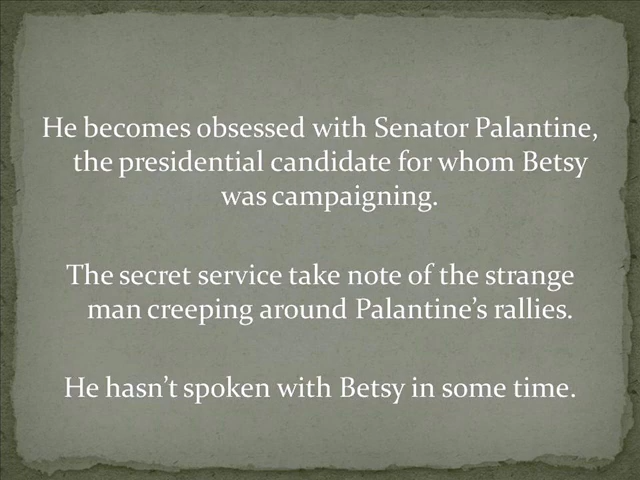 He becomes obsessed with Senator Palantine,
the presidential candidate for whom Betsy
was campaigning.
The secret service take note of the strange
man creeping around Palantine’s rallies.
He hasn’t spoken with Betsy in some time.